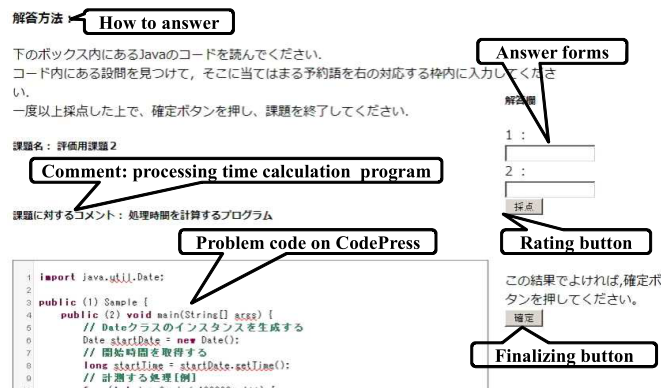 解答方法：
How to answer
下のボックス内にあるJavaのコードを読んでください.
コード内にある設問を見つけて，そこに当てはまる予約語を右の対応する枠内に入力してくださ
い.
一度以上採点した上で、確定ボタンを押し、課題を終了してください.
Answer forms
解答欄
1：
2：
採点
課題名： 評価用課題２
Comment: processing time calculation program
課題に対するコメント： 処理時間を計算するプログラム
Rating button
Problem code on CodePress
この結果でよければ,確定ボ
タンを押してください。
確定
Finalizing button
1 import java.util.Date;
2
3 public (1) Sample {
4 public (2) void main(String[] args) {
5 // Dateクラスのインスタンスを生成する
6 Date startDate = new Date();
7 // 開始時間を取得する
8 long startTime = startDate.getTime();
9 // 計測する処理[例]